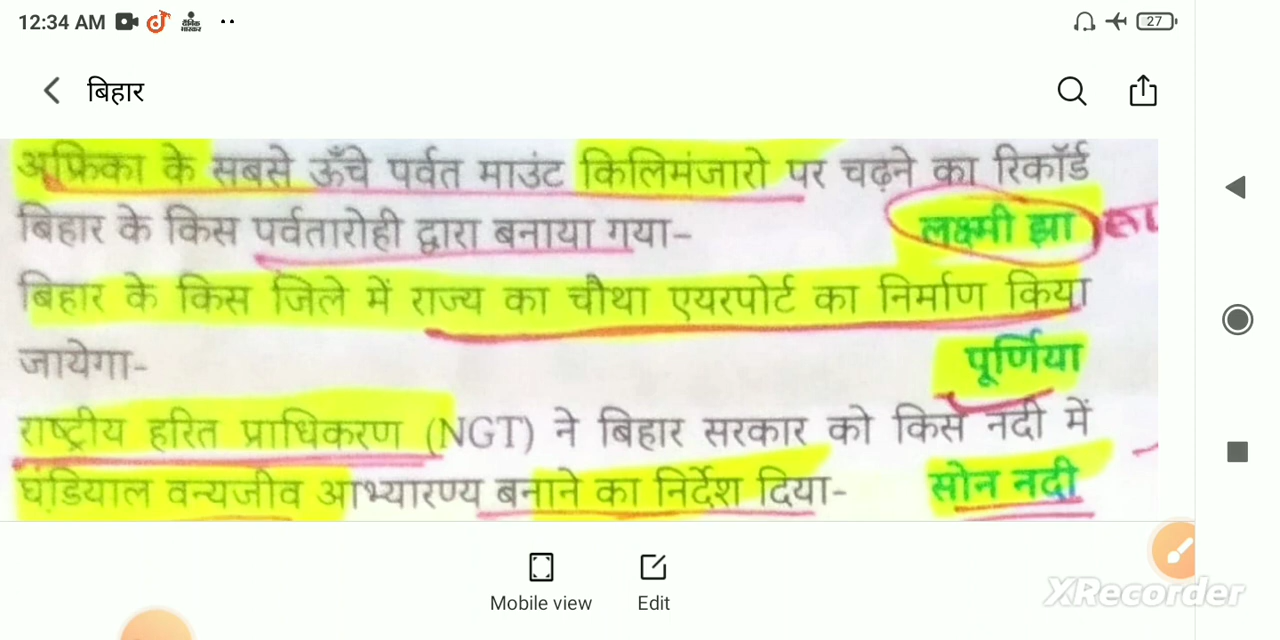 12:34 AM
27
बिहार
अफ्रिका के सबसे ऊँचे पर्वत माउंट किलिमंजारो पर चढ़ने का रिकॉर्ड
बिहार के किस पर्वतारोही द्वारा बनाया गया- लक्ष्मी झा
बिहार के किस जिले में राज्य का चौथा एयरपोर्ट का निर्माण किया
जायेगा- पूर्णिया
राष्ट्रीय हरित प्राधिकरण (NGT) ने बिहार सरकार को किस नदी में
घड़ियाल वन्यजीव आभ्यारण्य बनाने का निर्देश दिया- सोन नदी
Mobile view Edit
XRecorder